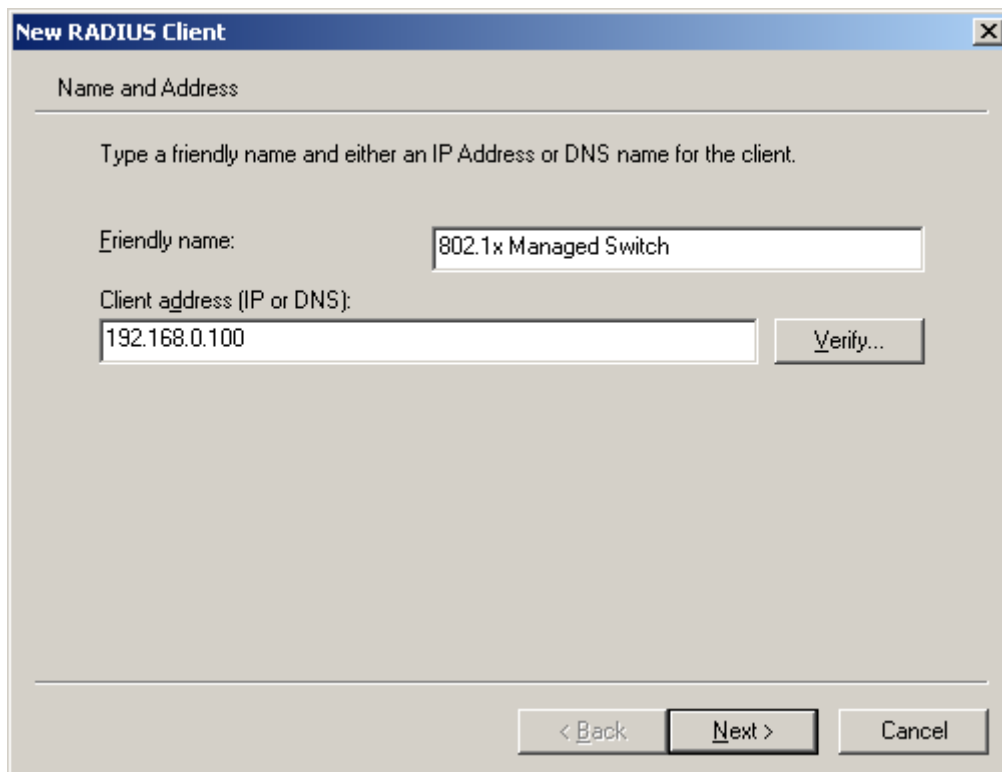 New RADIUS Client
Name and Address
Type a friendly name and either an IP Address or DNS name for the client.
Friendly name:
802.1x Managed Switch
Client address (IP or DNS):
192.168.0.100
Verify...
< Back
Next >
Cancel